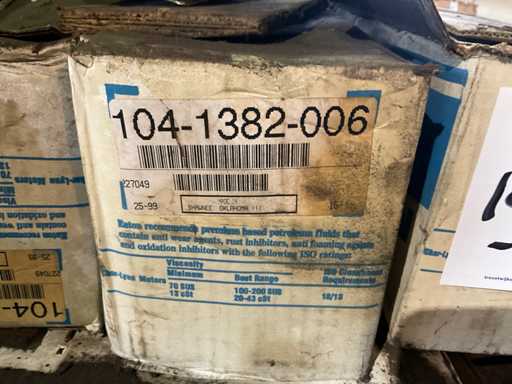 104-1382-006
227049
25-99
SHAWNEE, OKLAHOMA
Eaton recommends premium based petroleum fluids that
contain anti wear agents, rust inhibitors, anti foaming agents
and oxidation inhibitors with the following ISO ratings:
Viscosity
Minimum Best Range ISO Cleanliness
Requirements
Char-Lynn Motors 70 SUS 100-200 SUS 18/13
13 cSt 20-43 cSt
25-99
227049
104-